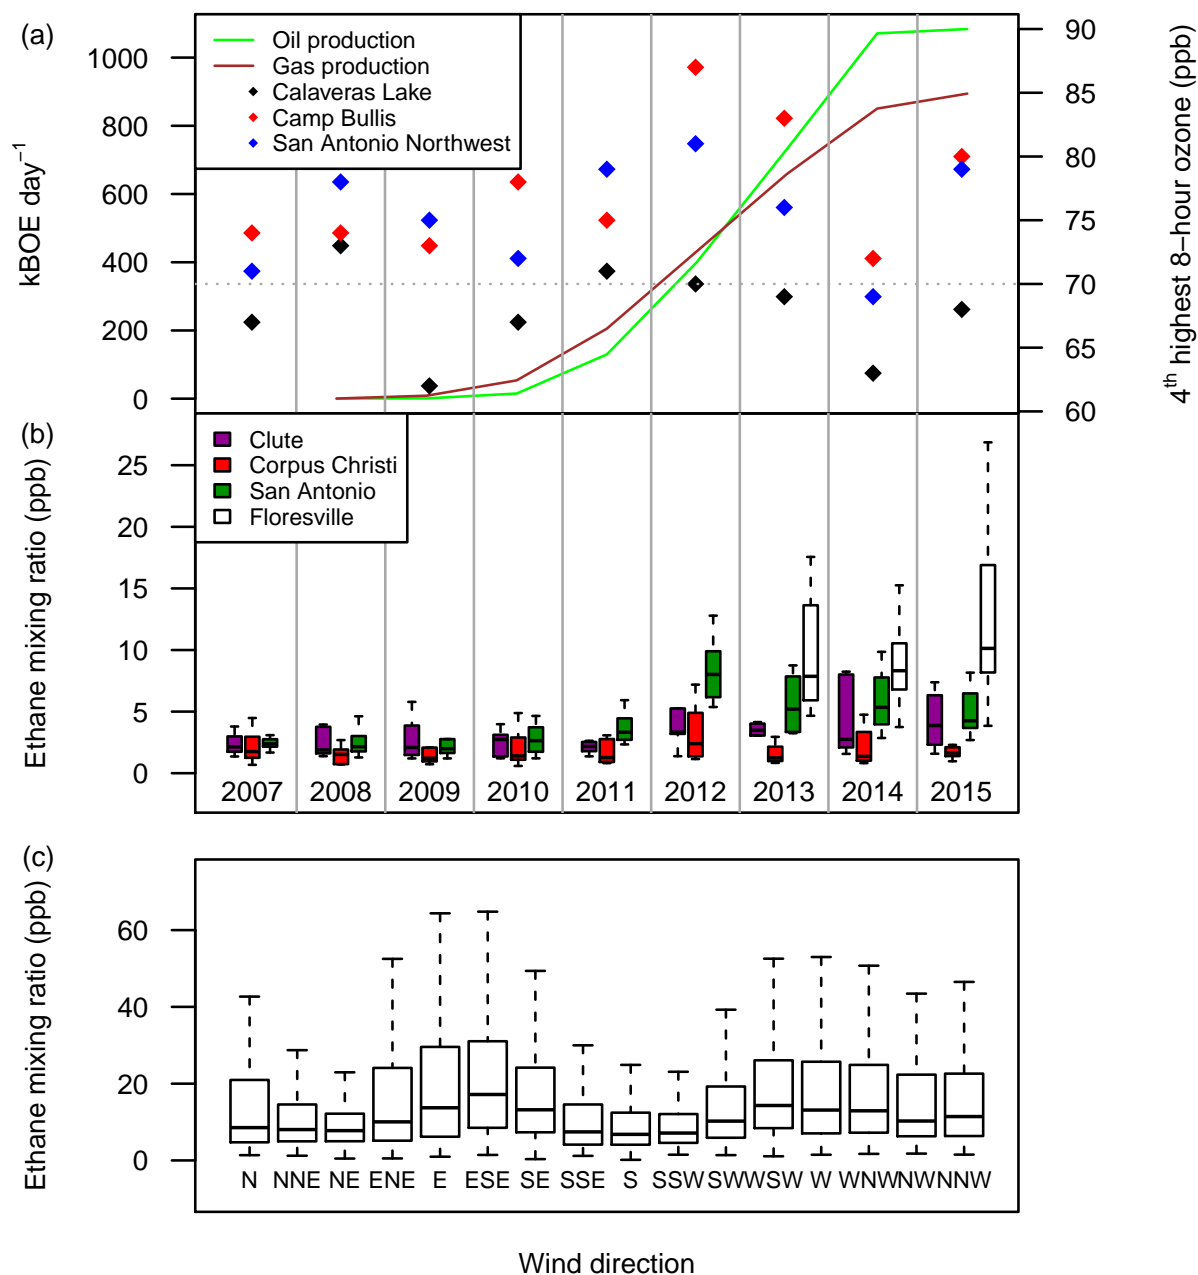 (a)
kBOE day⁻¹
1000
800
600
400
200
0
Oil production
Gas production
Calaveras Lake
Camp Bullis
San Antonio Northwest
90
85
80
75
70
65
60
4th highest 8−hour ozone (ppb)
(b)
Ethane mixing ratio (ppb)
25
20
15
10
5
0
Clute
Corpus Christi
San Antonio
Floresville
2007 2008 2009 2010 2011 2012 2013 2014 2015
(c)
Ethane mixing ratio (ppb)
60
40
20
0
N NNE NE ENE E ESE SE SSE S SSW SW WSW W WNW NW NNW
Wind direction